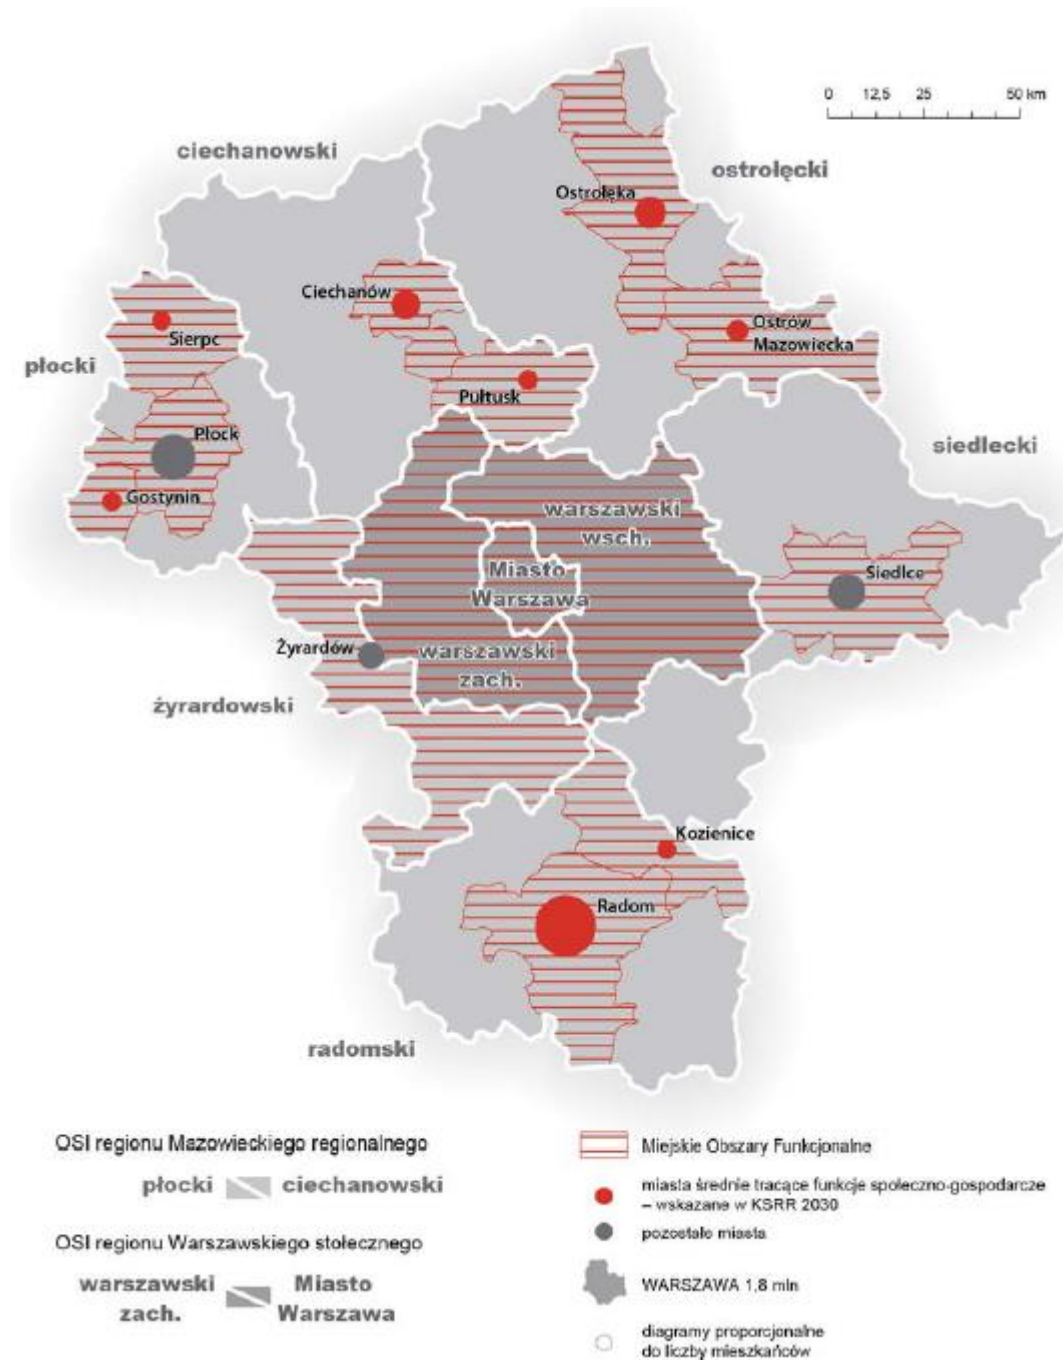 0 12,5 25 50 km
ciechanowski
ostrołęcki
Ostrołęka
Ciechanów
Sierpc
Ostrów
Mazowiecka
płocki
Pułtusk
Płock
siedlecki
Gostynin
warszawski
wsch.
Miasto
Warszawa
Siedlce
Żyrardów
warszawski
zach.
żyrardowski
Kozienice
Radom
radomski
OSI regionu Mazowieckiego regionalnego
płocki ciechanowski
OSI regionu Warszawskiego stołecznego
warszawski
zach.
Miasto
Warszawa
Miejskie Obszary Funkcjonalne
miasta średnie tracące funkcje społeczno-gospodarcze
– wskazane w KSRR 2030
pozostałe miasta
WARSZAWA 1,8 mln
diagramy proporcjonalne
do liczby mieszkańców